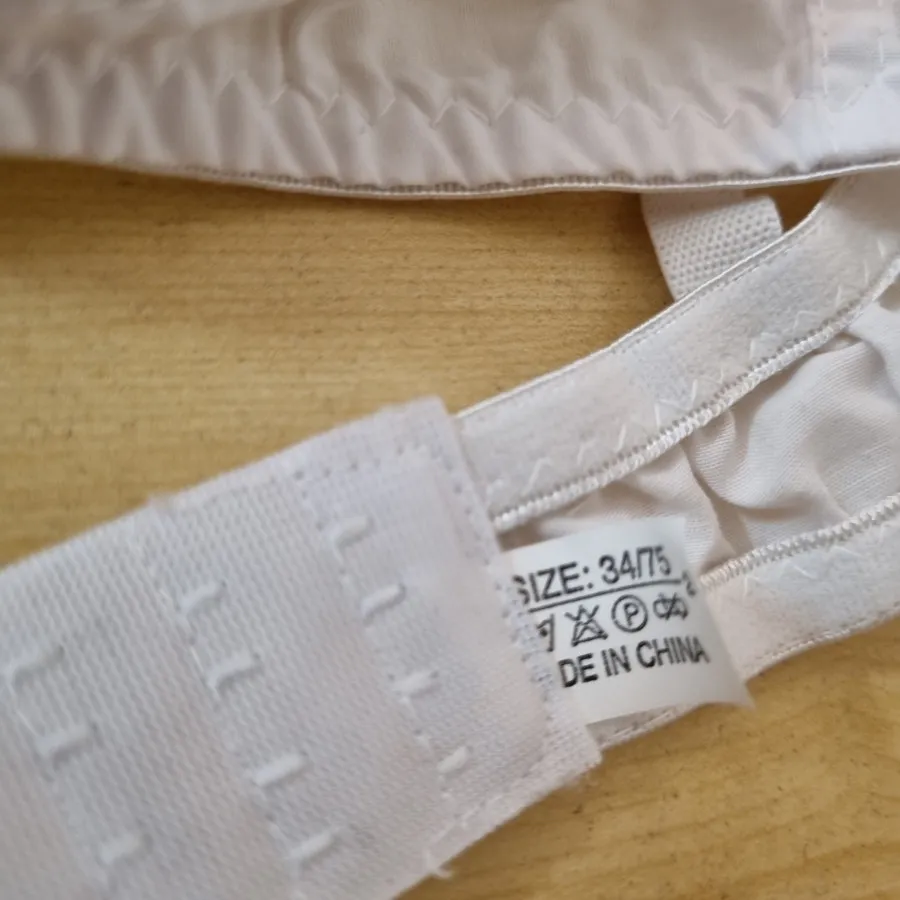 SIZE: 34/75
P
DE IN CHINA